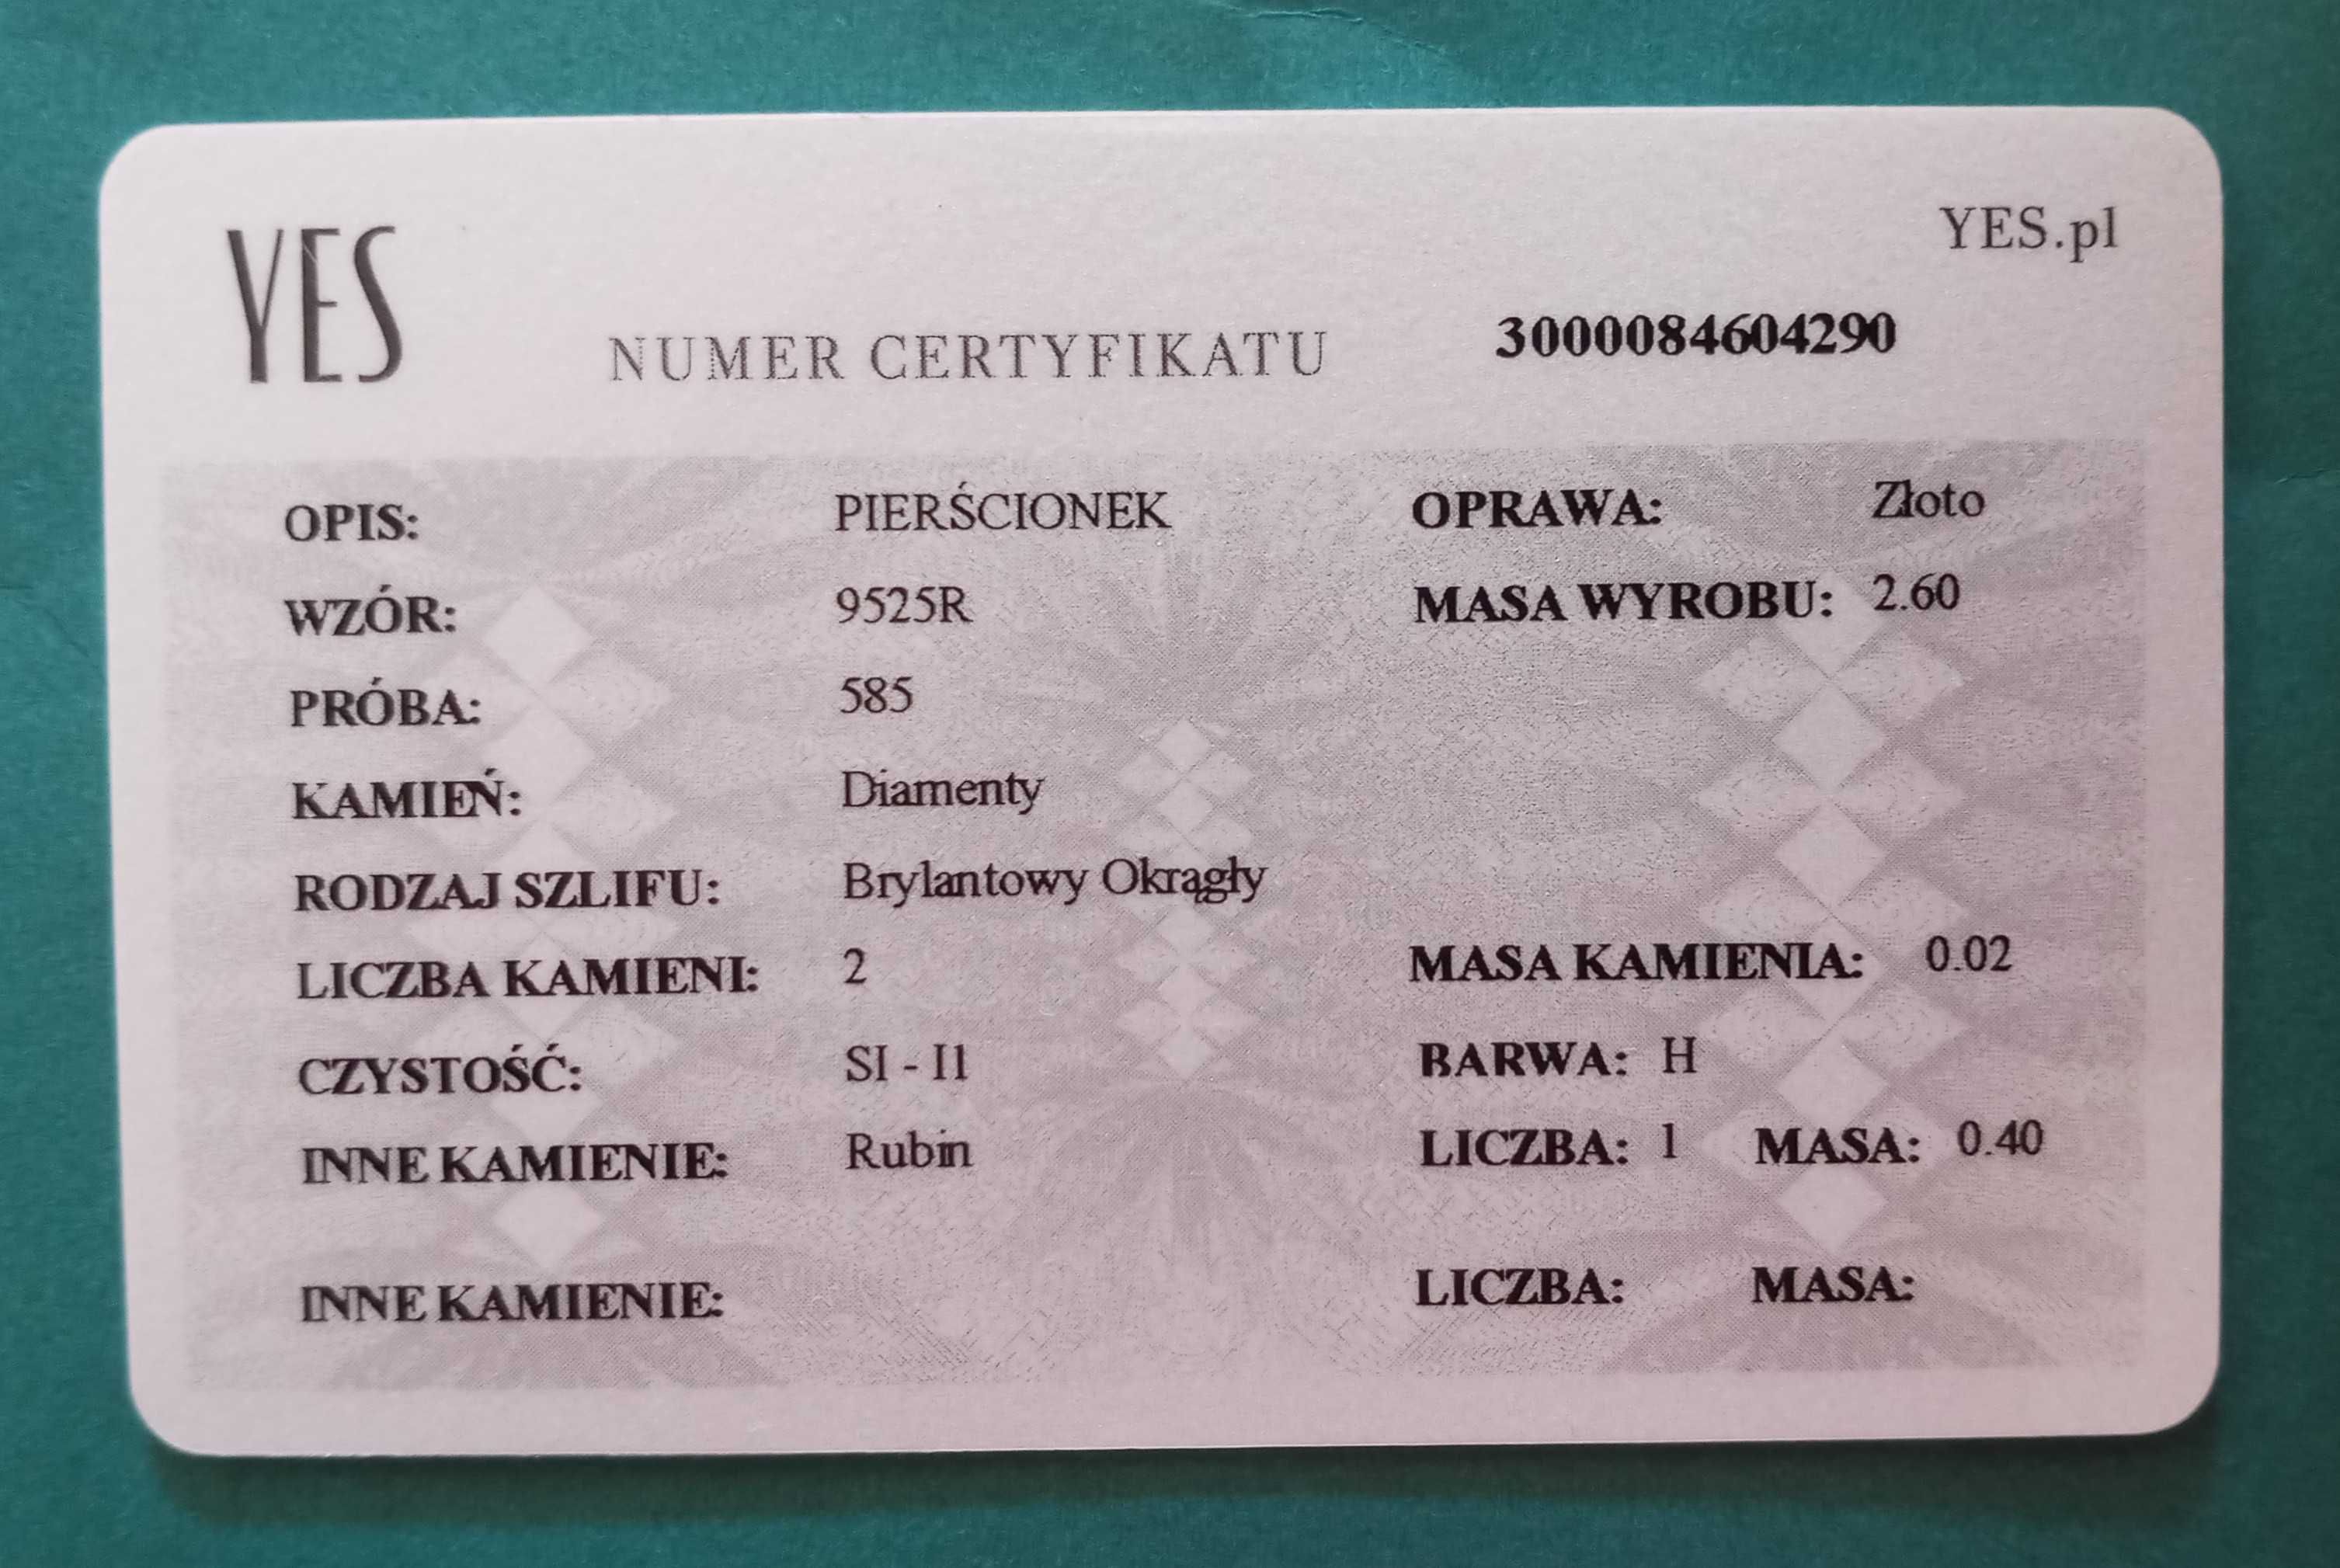 YES.pl
YES
NUMER CERTYFIKATU 3000084604290
OPIS: PIERŚCIONEK OPRAWA: Złoto
WZÓR: 9525R MASA WYROBU: 2.60
PRÓBA: 585
KAMIEŃ: Diamenty
RODZAJ SZLIFU: Brylantowy Okrągły
LICZBA KAMIENI: 2 MASA KAMIENIA: 0.02
CZYSTOŚĆ: SI - I1 BARWA: H
INNE KAMIENIE: Rubin LICZBA: 1 MASA: 0.40
INNE KAMIENIE: LICZBA: MASA: